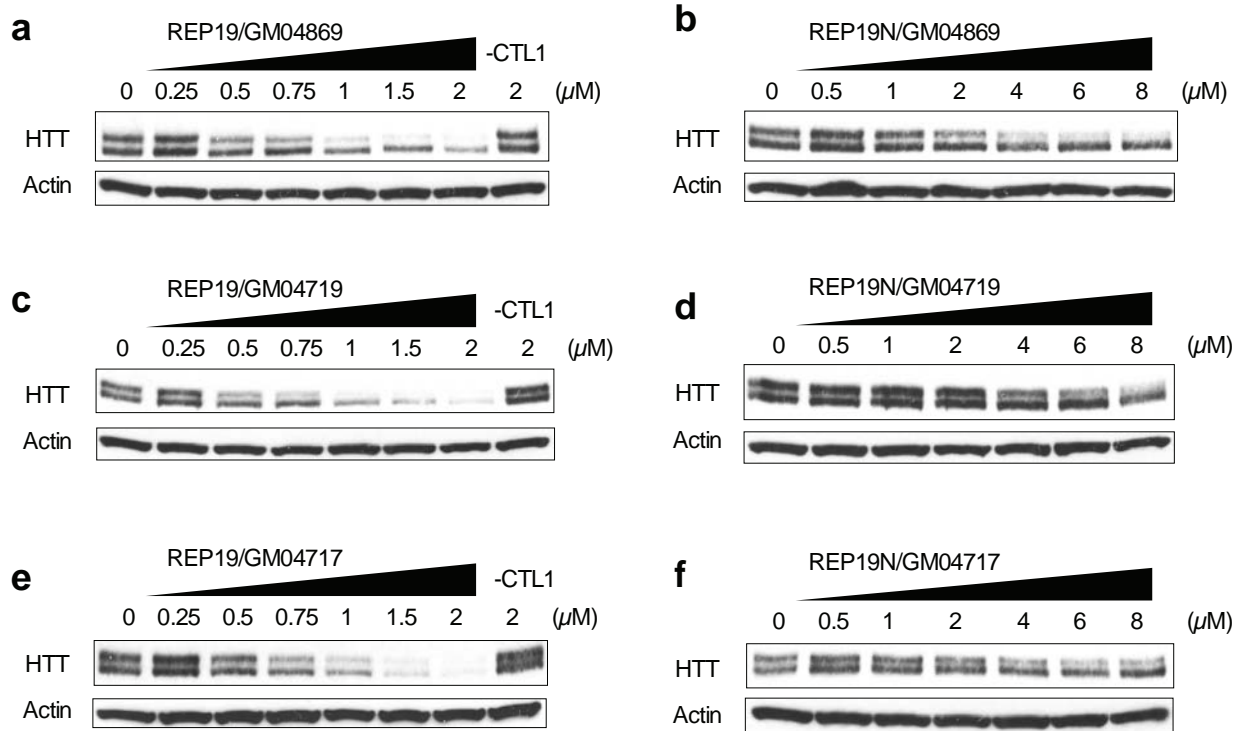 a
REP19/GM04869
-CTL1
0 0.25 0.5 0.75 1 1.5 2 2 (µM)
HTT
Actin
b
REP19N/GM04869
0 0.5 1 2 4 6 8 (µM)
HTT
Actin
c
REP19/GM04719
-CTL1
0 0.25 0.5 0.75 1 1.5 2 2 (µM)
HTT
Actin
d
REP19N/GM04719
0 0.5 1 2 4 6 8 (µM)
HTT
Actin
e
REP19/GM04717
-CTL1
0 0.25 0.5 0.75 1 1.5 2 2 (µM)
HTT
Actin
f
REP19N/GM04717
0 0.5 1 2 4 6 8 (µM)
HTT
Actin